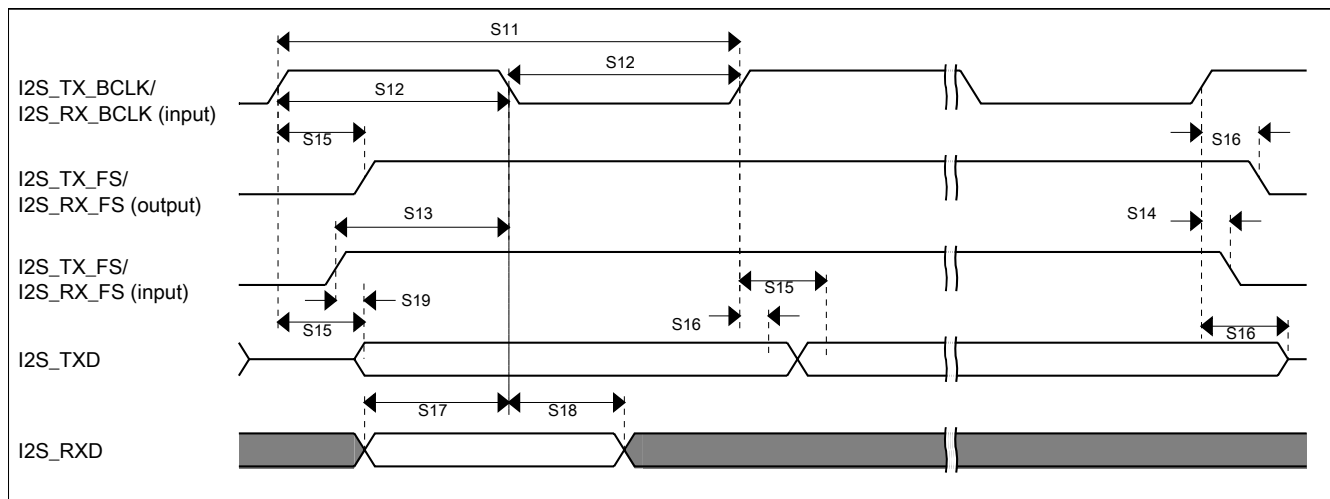 S11
S12
I2S_TX_BCLK/
I2S_RX_BCLK (input)
S12
S15
S16
I2S_TX_FS/
I2S_RX_FS (output)
S13
S14
I2S_TX_FS/
I2S_RX_FS (input)
S19
S15
S15
S16
S16
I2S_TXD
S17
S18
I2S_RXD